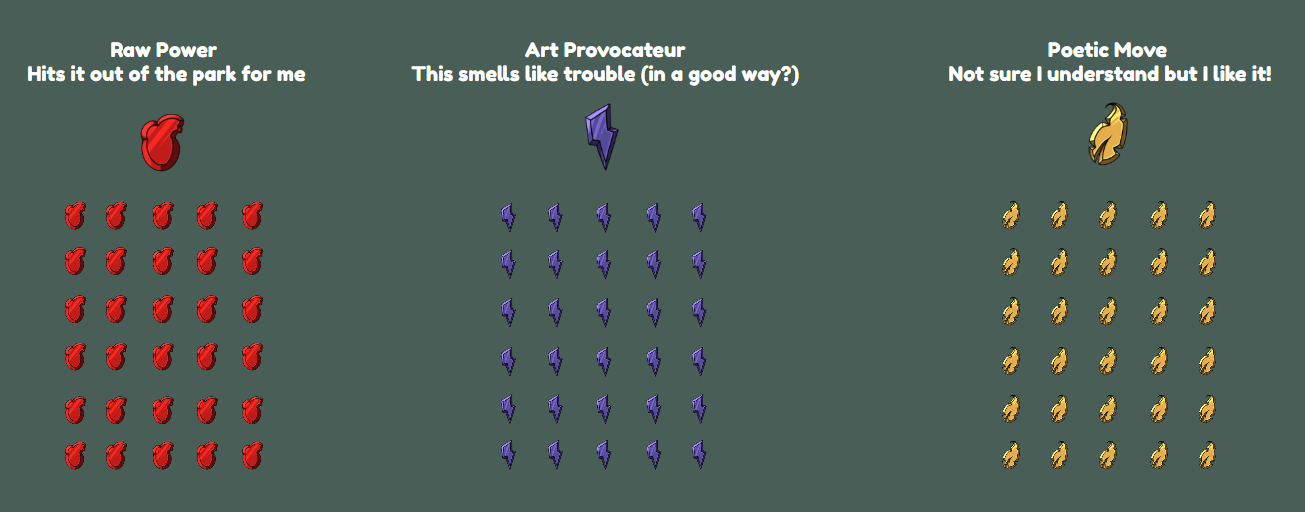 Raw Power
Hits it out of the park for me
Art Provocateur
This smells like trouble (in a good way?)
Poetic Move
Not sure I understand but I like it!